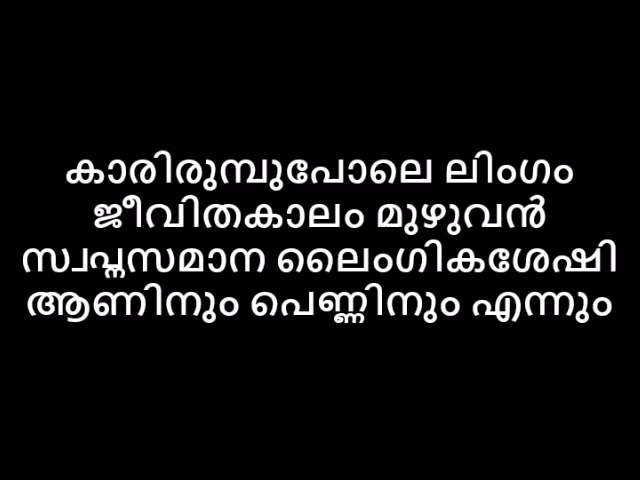 കാരിരുമ്പുപോലെ ലിംഗം
ജീവിതകാലം മുഴുവൻ
സ്വപ്നസമാന ലൈംഗികശേഷി
ആണിനും പെണ്ണിനും എന്നും